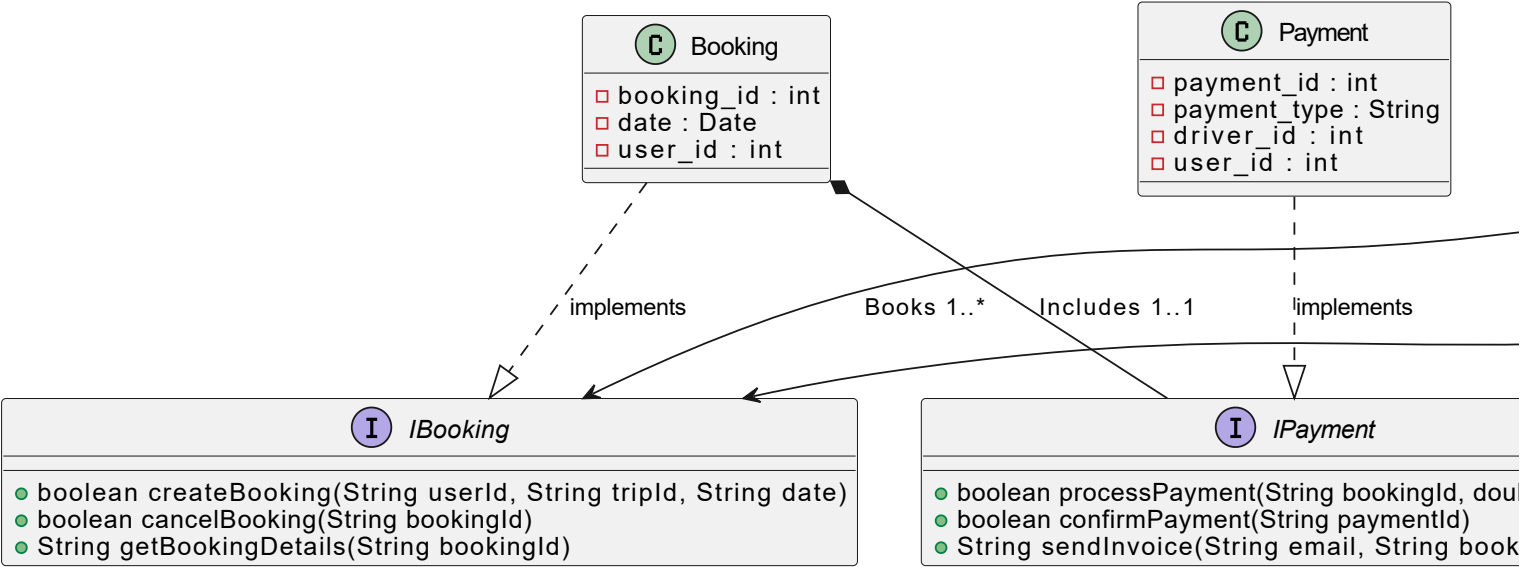 C Booking
booking_id : int
date : Date
user_id : int
C Payment
payment_id : int
payment_type : String
driver_id : int
user_id : int
implements
Books 1..*
Includes 1..1
implements
I IBooking
boolean createBooking(String userId, String tripId, String date)
boolean cancelBooking(String bookingId)
String getBookingDetails(String bookingId)
I IPayment
boolean processPayment(String bookingId,
boolean confirmPayment(String paymentId)
String sendInvoice(String email, String